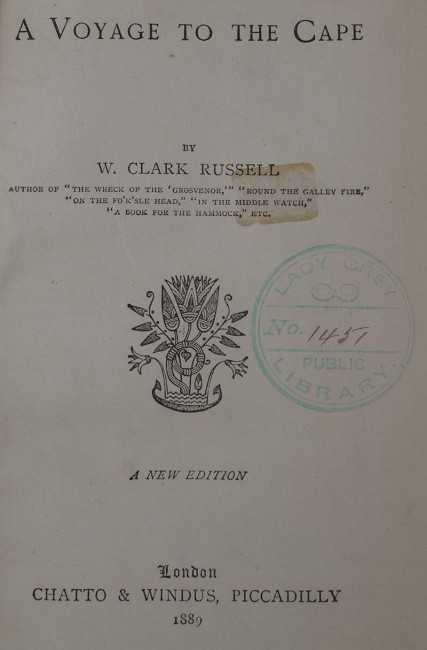 A VOYAGE TO THE CAPE
BY
W. CLARK RUSSELL
AUTHOR OF "THE WRECK OF THE 'GROSVENOR,'" "ROUND THE GALLEY FIRE,"
"ON THE FO'K'SLE HEAD," "IN THE MIDDLE WATCH,"
"A BOOK FOR THE HAMMOCK," ETC.
LADY GREY
No. 1451
PUBLIC
LIBRARY.
A NEW EDITION
London
CHATTO & WINDUS, PICCADILLY
1889